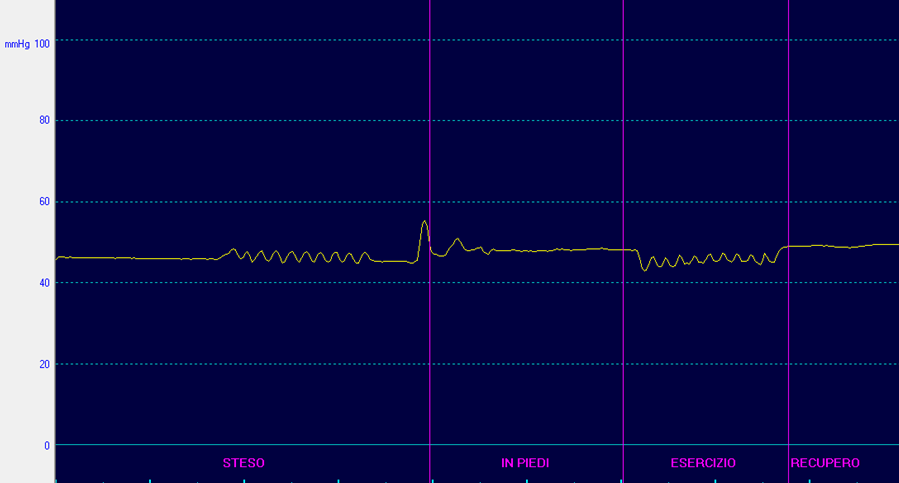 mmHg 100
80
60
40
20
0
STESO IN PIEDI ESERCIZIO RECUPERO